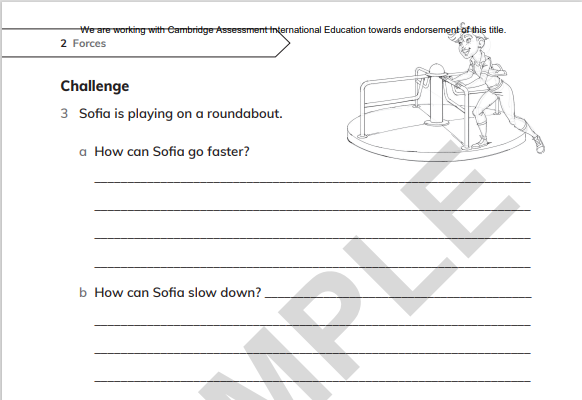 We are working with Cambridge Assessment International Education towards endorsement of this title.
2 Forces
Challenge
3 Sofia is playing on a roundabout.
a How can Sofia go faster?
b How can Sofia slow down?
SAMPLE